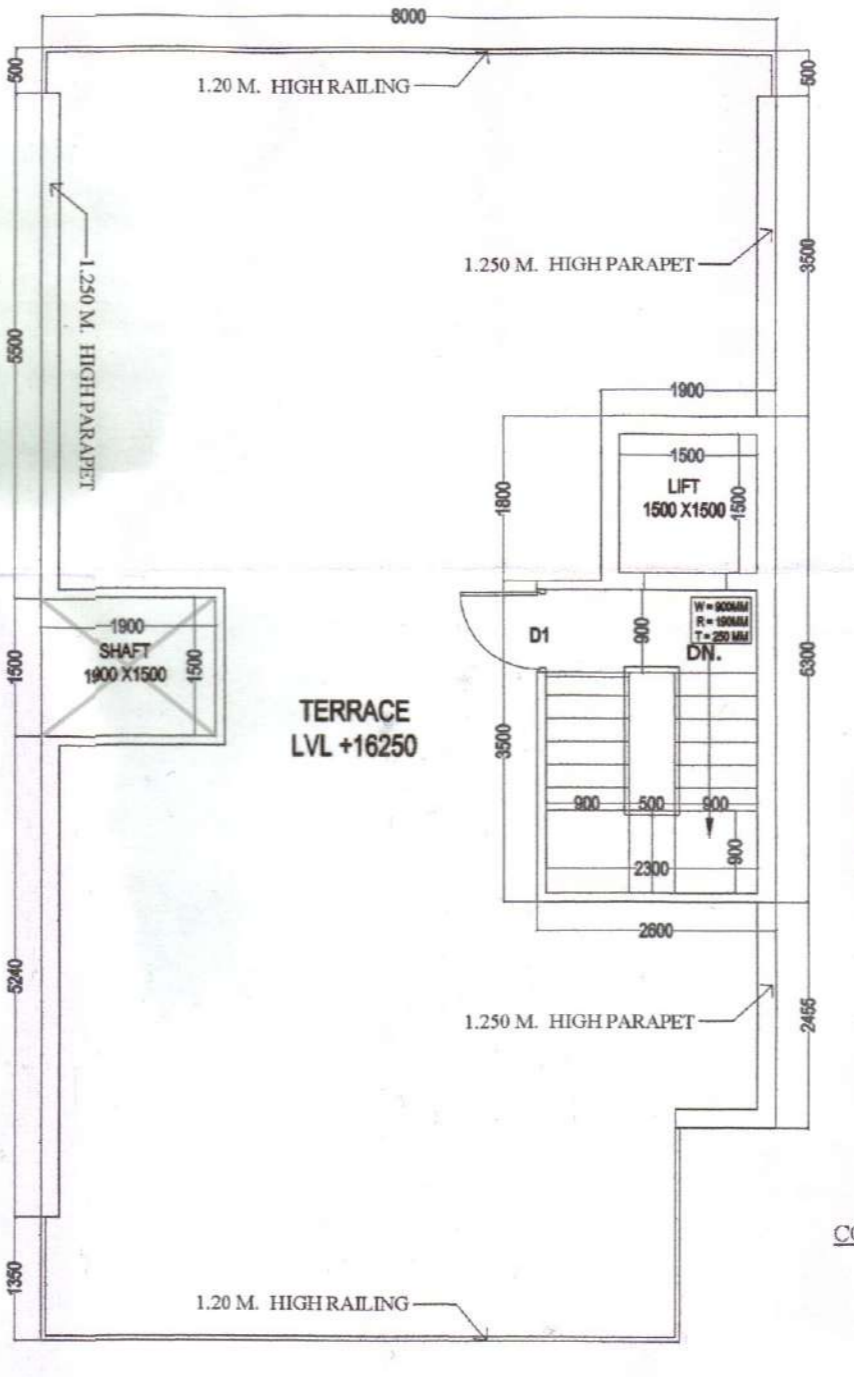 8000
500
500
1.20 M. HIGH RAILING
1.250 M. HIGH PARAPET
1.250 M. HIGH PARAPET
3500
5500
1900
1500
LIFT
1500 X1500
1500
1800
W = 900MM
R = 190MM
T = 250 MM
DN.
D1
900
1900
SHAFT
1900 X1500
1500
1500
TERRACE
LVL +16250
3500
5300
900
500
900
900
2300
2600
5240
1.250 M. HIGH PARAPET
2455
1350
1.20 M. HIGH RAILING